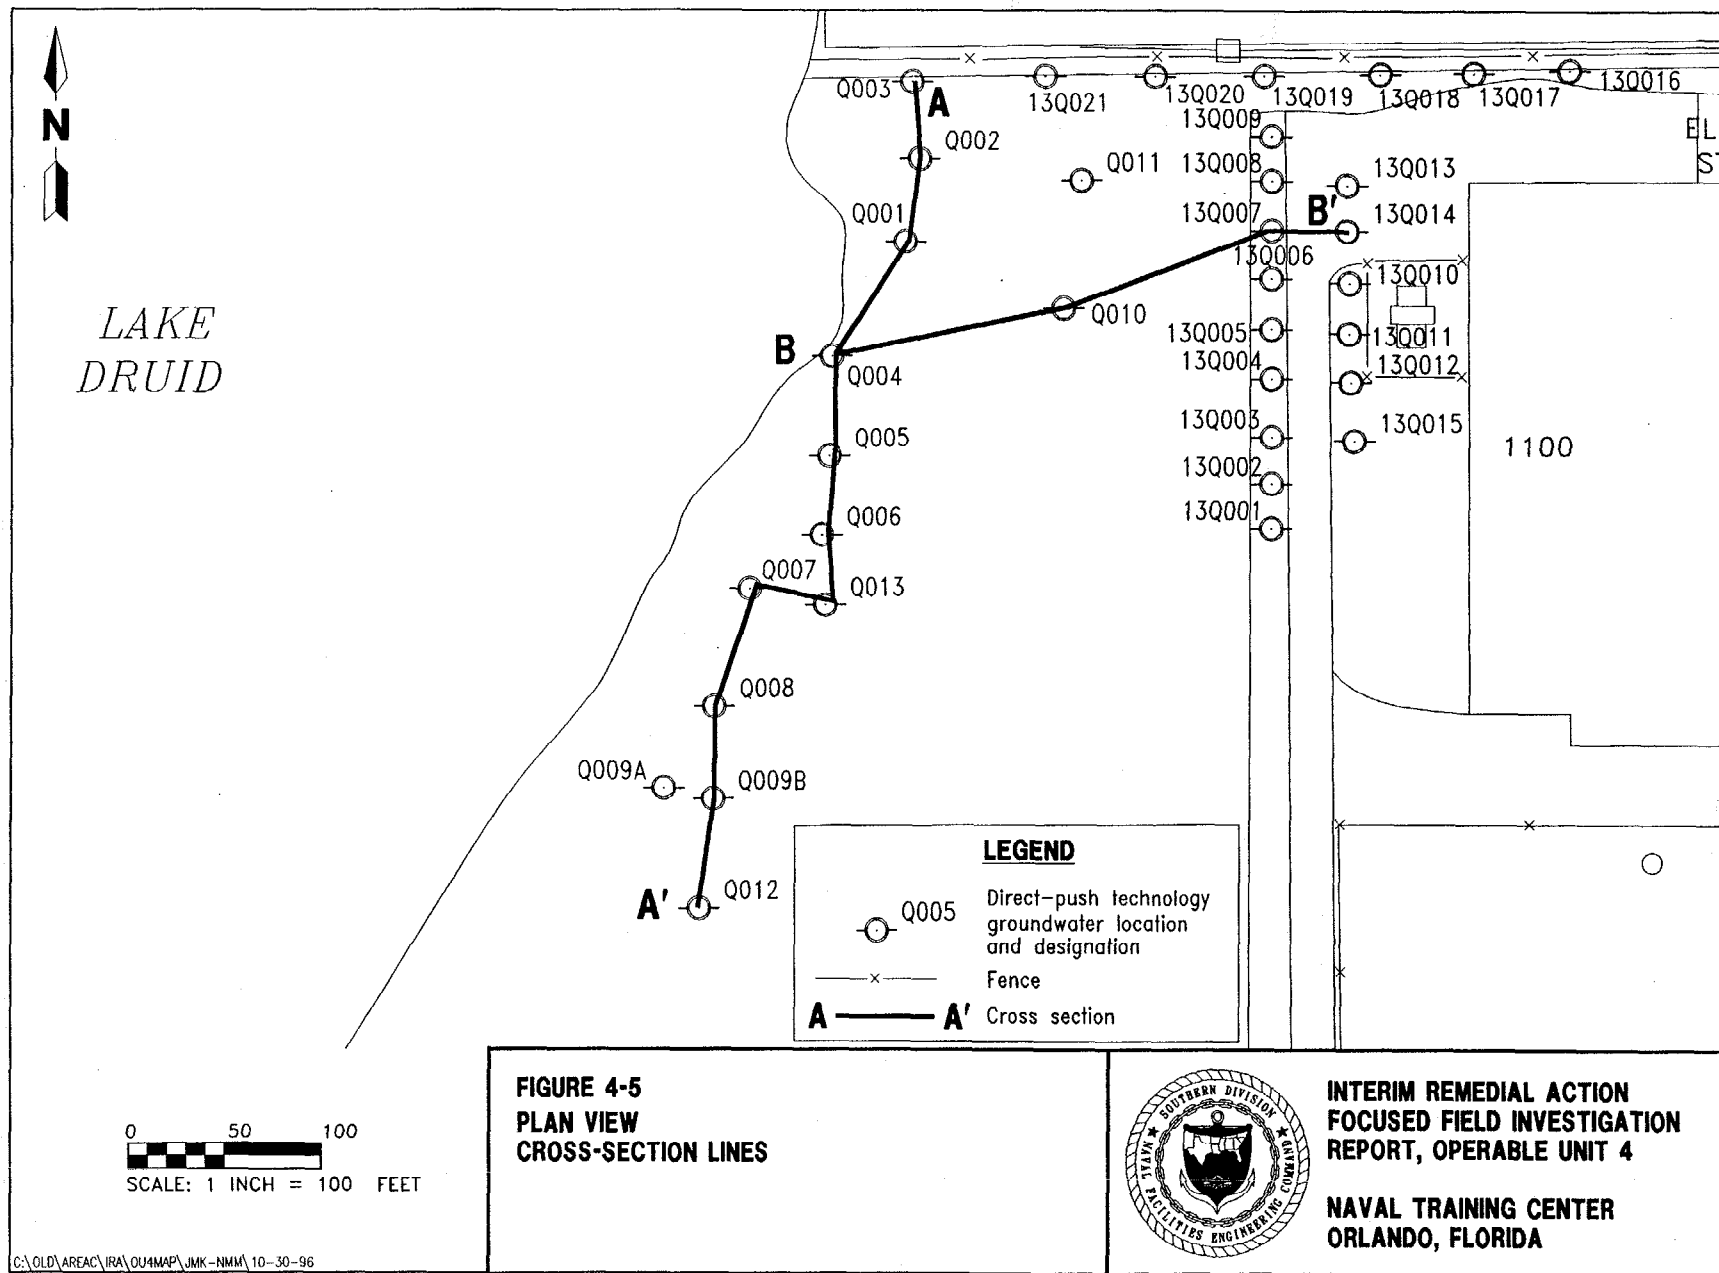 N
LAKE
DRUID
Q003
A
13Q021
13Q020
13Q019
13Q018
13Q017
13Q016
Q002
13Q009
EL
ST
Q011
13Q008
13Q013
Q001
13Q007
B'
13Q014
13Q006
13Q010
Q010
13Q005
13Q011
B
Q004
13Q004
13Q012
Q005
13Q003
13Q015
1100
13Q002
Q006
13Q001
Q007
Q013
Q008
Q009A
Q009B
A'
Q012
LEGEND
Q005
Direct-push technology
groundwater location
and designation
Fence
A A' Cross section
0 50 100
SCALE: 1 INCH = 100 FEET
FIGURE 4-5
PLAN VIEW
CROSS-SECTION LINES
SOUTHERN DIVISION
NAVAL FACILITIES ENGINEERING COMMAND
INTERIM REMEDIAL ACTION
FOCUSED FIELD INVESTIGATION
REPORT, OPERABLE UNIT 4
NAVAL TRAINING CENTER
ORLANDO, FLORIDA
C:\OLD\AREAC\IRA\OU4MAP\JMK-NMM\10-30-96